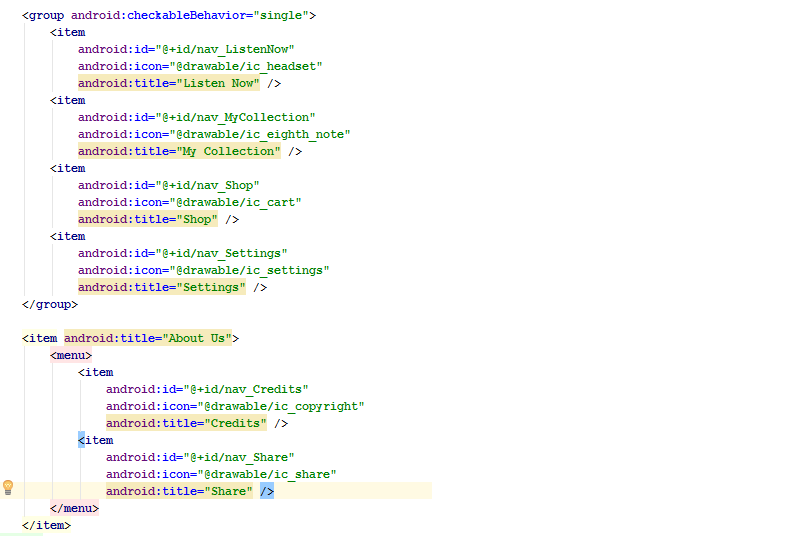 <group android:checkableBehavior="single">
<item
android:id="@+id/nav_ListenNow"
android:icon="@drawable/ic_headset"
android:title="Listen Now" />
<item
android:id="@+id/nav_MyCollection"
android:icon="@drawable/ic_eighth_note"
android:title="My Collection" />
<item
android:id="@+id/nav_Shop"
android:icon="@drawable/ic_cart"
android:title="Shop" />
<item
android:id="@+id/nav_Settings"
android:icon="@drawable/ic_settings"
android:title="Settings" />
</group>
<item android:title="About Us">
<menu>
<item
android:id="@+id/nav_Credits"
android:icon="@drawable/ic_copyright"
android:title="Credits" />
<item
android:id="@+id/nav_Share"
android:icon="@drawable/ic_share"
android:title="Share" />
</menu>
</item>